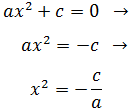 ax² + c = 0 →
ax² = −c →
x² = −c/a